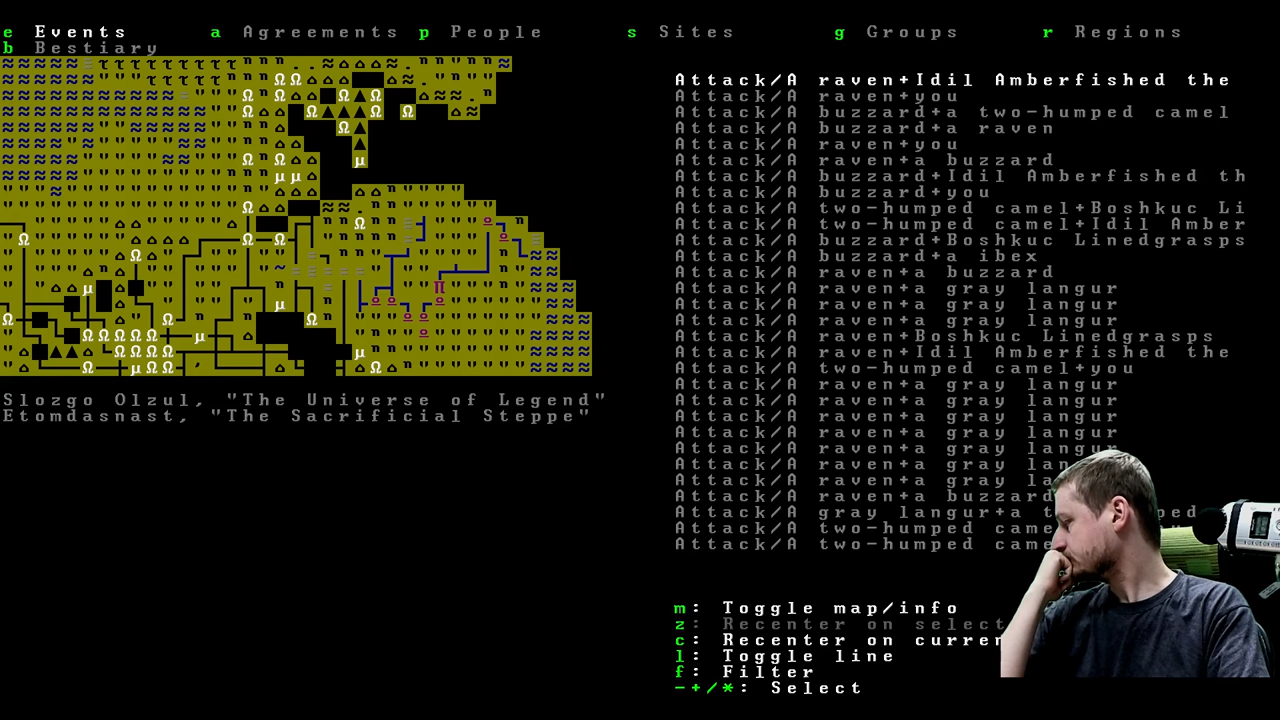 e Events a Agreements p People s Sites g Groups r Regions
b Bestiary
Attack/A raven+Idil Amberfished the
Attack/A raven+you
Attack/A buzzard+a two-humped camel
Attack/A buzzard+a raven
Attack/A raven+you
Attack/A raven+a buzzard
Attack/A buzzard+Idil Amberfished th
Attack/A buzzard+you
Attack/A two-humped camel+Boshkuc Li
Attack/A two-humped camel+Idil Amber
Attack/A buzzard+Boshkuc Linedgrasps
Attack/A buzzard+a ibex
Attack/A raven+a buzzard
Attack/A raven+a gray langur
Attack/A raven+a gray langur
Attack/A raven+a gray langur
Attack/A raven+Boshkuc Linedgrasps
Attack/A raven+Idil Amberfished the
Attack/A two-humped camel+you
Attack/A raven+a gray langur
Attack/A raven+a gray langur
Attack/A raven+a gray langur
Attack/A raven+a gray langur
Attack/A raven+a gray langur
Attack/A raven+a gray lan
Attack/A raven+a gray la
Attack/A raven+a buzzard
Attack/A gray langur+a t ped
Attack/A two-humped came
Attack/A two-humped came
Slozgo Olzul, "The Universe of Legend"
Etomdasnast, "The Sacrificial Steppe"
m: Toggle map/info
z: Recenter on select
c: Recenter on curren
l: Toggle line
f: Filter
-+/*: Select